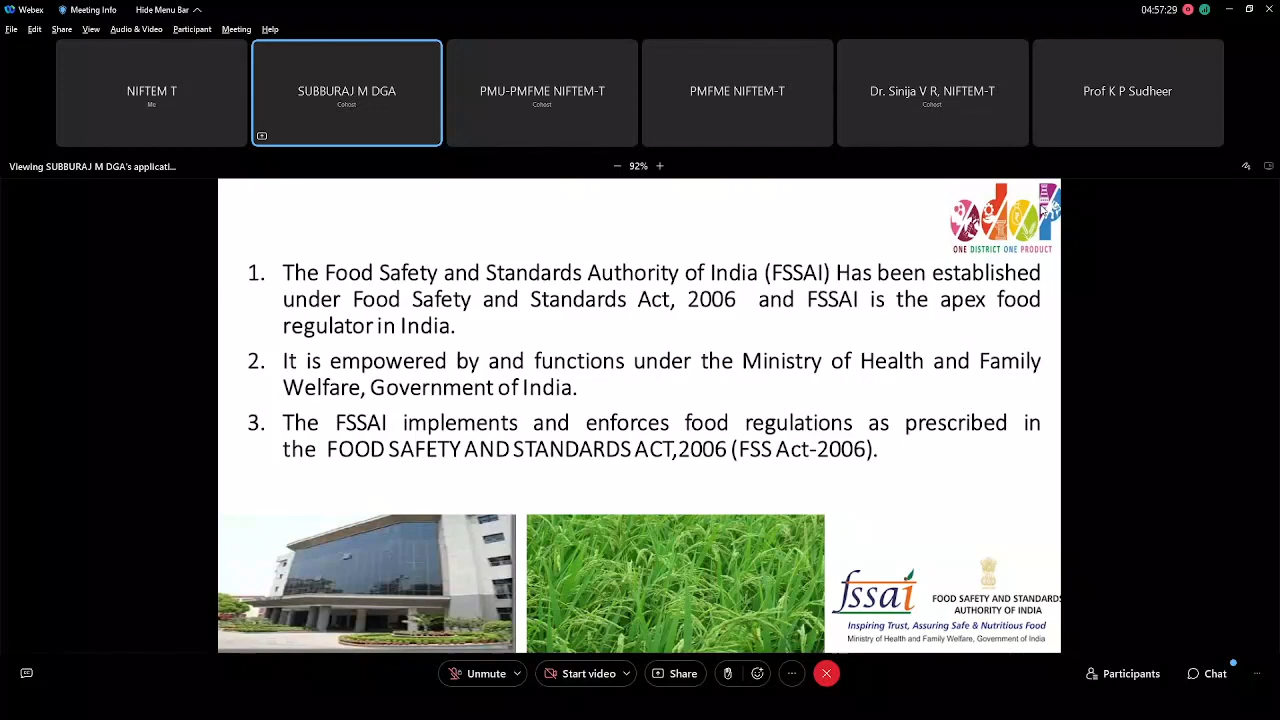 Webex
Meeting Info
Hide Menu Bar
04:57:29
File Edit Share View Audio & Video Participant Meeting Help
NIFTEM T
Me
SUBBURAJ M DGA
Cohost
PMU-PMFME NIFTEM-T
Cohost
PMFME NIFTEM-T
Dr. Sinija V R, NIFTEM-T
Cohost
Prof K P Sudheer
Viewing SUBBURAJ M DGA's applicati...
92%
ONE DISTRICT ONE PRODUCT
1. The Food Safety and Standards Authority of India (FSSAI) Has been established
under Food Safety and Standards Act, 2006 and FSSAI is the apex food
regulator in India.
2. It is empowered by and functions under the Ministry of Health and Family
Welfare, Government of India.
3. The FSSAI implements and enforces food regulations as prescribed in
the FOOD SAFETY AND STANDARDS ACT,2006 (FSS Act-2006).
fssai
FOOD SAFETY AND STANDARDS
AUTHORITY OF INDIA
Inspiring Trust, Assuring Safe & Nutritious Food
Ministry of Health and Family Welfare, Government of India
Unmute
Start video
Share
Participants
Chat